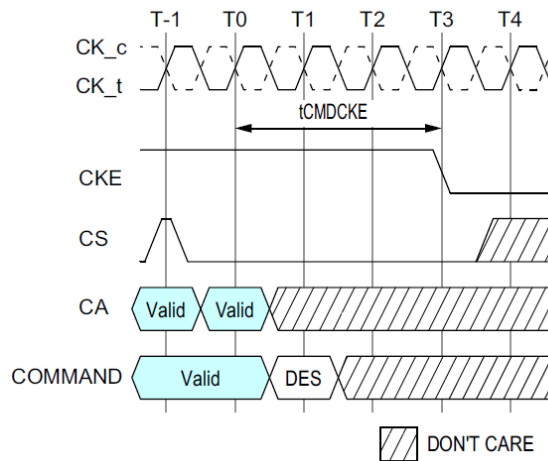 T-1 T0 T1 T2 T3 T4
CK_c
CK_t
tCMDCKE
CKE
CS
CA Valid Valid
COMMAND Valid DES
DON'T CARE